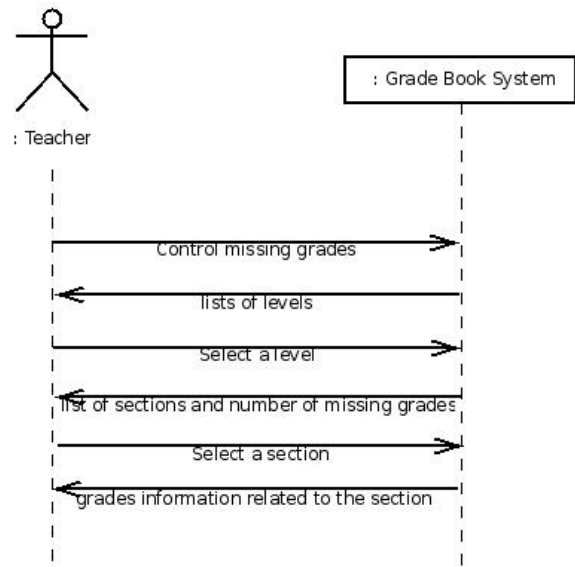 : Grade Book System
: Teacher
Control missing grades
lists of levels
Select a level
list of sections and number of missing grades
Select a section
grades information related to the section